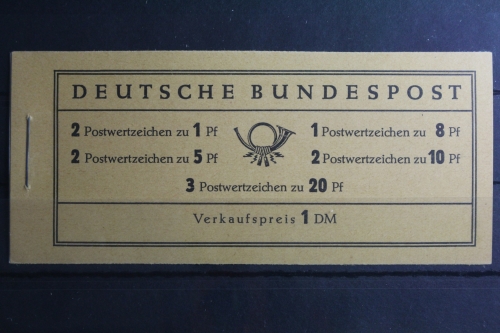 DEUTSCHE BUNDESPOST
2 Postwertzeichen zu 1 Pf
1 Postwertzeichen zu 8 Pf
2 Postwertzeichen zu 5 Pf
2 Postwertzeichen zu 10 Pf
3 Postwertzeichen zu 20 Pf
Verkaufspreis 1 DM